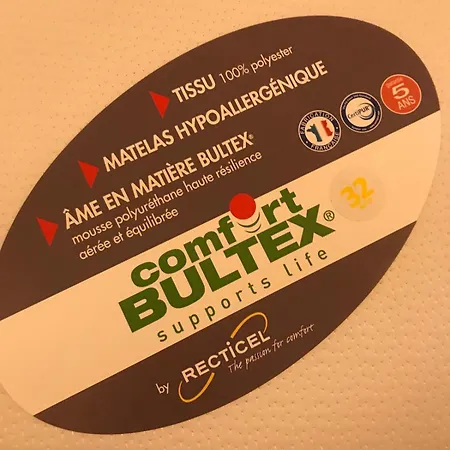 TISSU 100% polyester
MATELAS HYPOALLERGÉNIQUE
ÂME EN MATIÈRE BULTEX®
mousse polyuréthane haute résilience
aérée et équilibrée
FABRICATION
FRANÇAISE
CertiPUR
5
ANS
comfort
BULTEX®
supports life
32
by RECTICEL
The passion for comfort